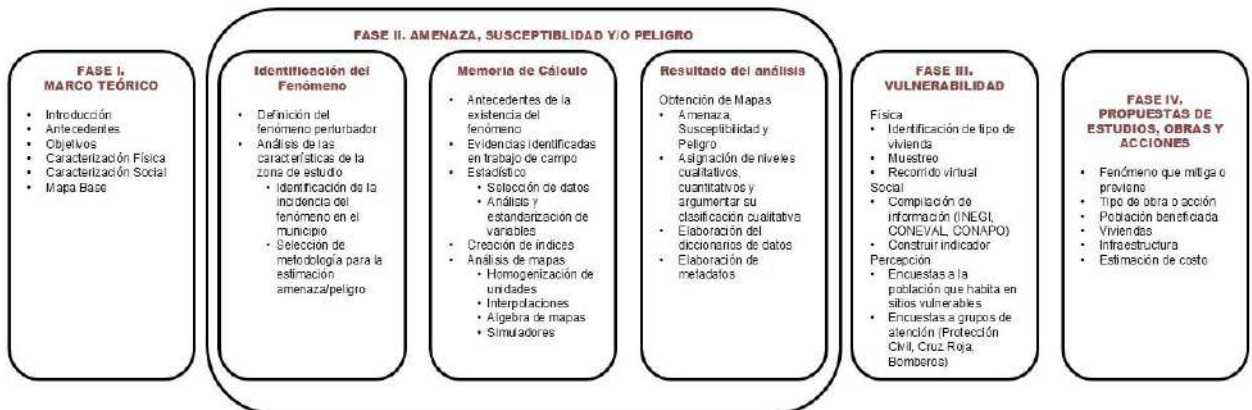 FASE II. AMENAZA, SUSCEPTIBLIDAD Y/O PELIGRO
FASE I.
MARCO TEÓRICO
• Introducción
• Antecedentes
• Objetivos
• Caracterización Física
• Caracterización Social
• Mapa Base
Identificación del
Fenómeno
• Definición del
fenómeno perturbador
• Análisis de las
características de la
zona de estudio
• Identificación de la
incidencia del
fenómeno en el
municipio
• Selección de
metodología para la
estimación
amenaza/peligro
Memoria de Cálculo
• Antecedentes de la
existencia del
fenómeno
• Evidencias identificadas
en trabajo de campo
• Estadístico
• Selección de datos
• Análisis y
estandarización de
variables
• Creación de índices
• Análisis de mapas
• Homogenización de
unidades
• Interpolaciones
• Algebra de mapas
• Simuladores
Resultado del análisis
Obtención de Mapas
• Amenaza,
Susceptibilidad y
Peligro
• Asignación de niveles
cualitativos,
cuantitativos y
argumentar su
clasificación cualitativa
• Elaboración del
diccionarios de datos
• Elaboración de
metadatos
FASE III.
VULNERABILIDAD
Física
• Identificación de tipo de
vivienda
• Muestreo
• Recorrido virtual
Social
• Compilación de
información (INEGI,
CONEVAL, CONAPO)
• Construir indicador
Percepción
• Encuestas a la
población que habita en
sitios vulnerables
• Encuestas a grupos de
atención (Protección
Civil, Cruz Roja.
Bomberos)
FASE IV.
PROPUESTAS DE
ESTUDIOS, OBRAS Y
ACCIONES
• Fenómeno que mitiga o
previene
• Tipo de obra o acción
• Población beneficiada
• Viviendas
• Infraestructura
• Estimación de costo